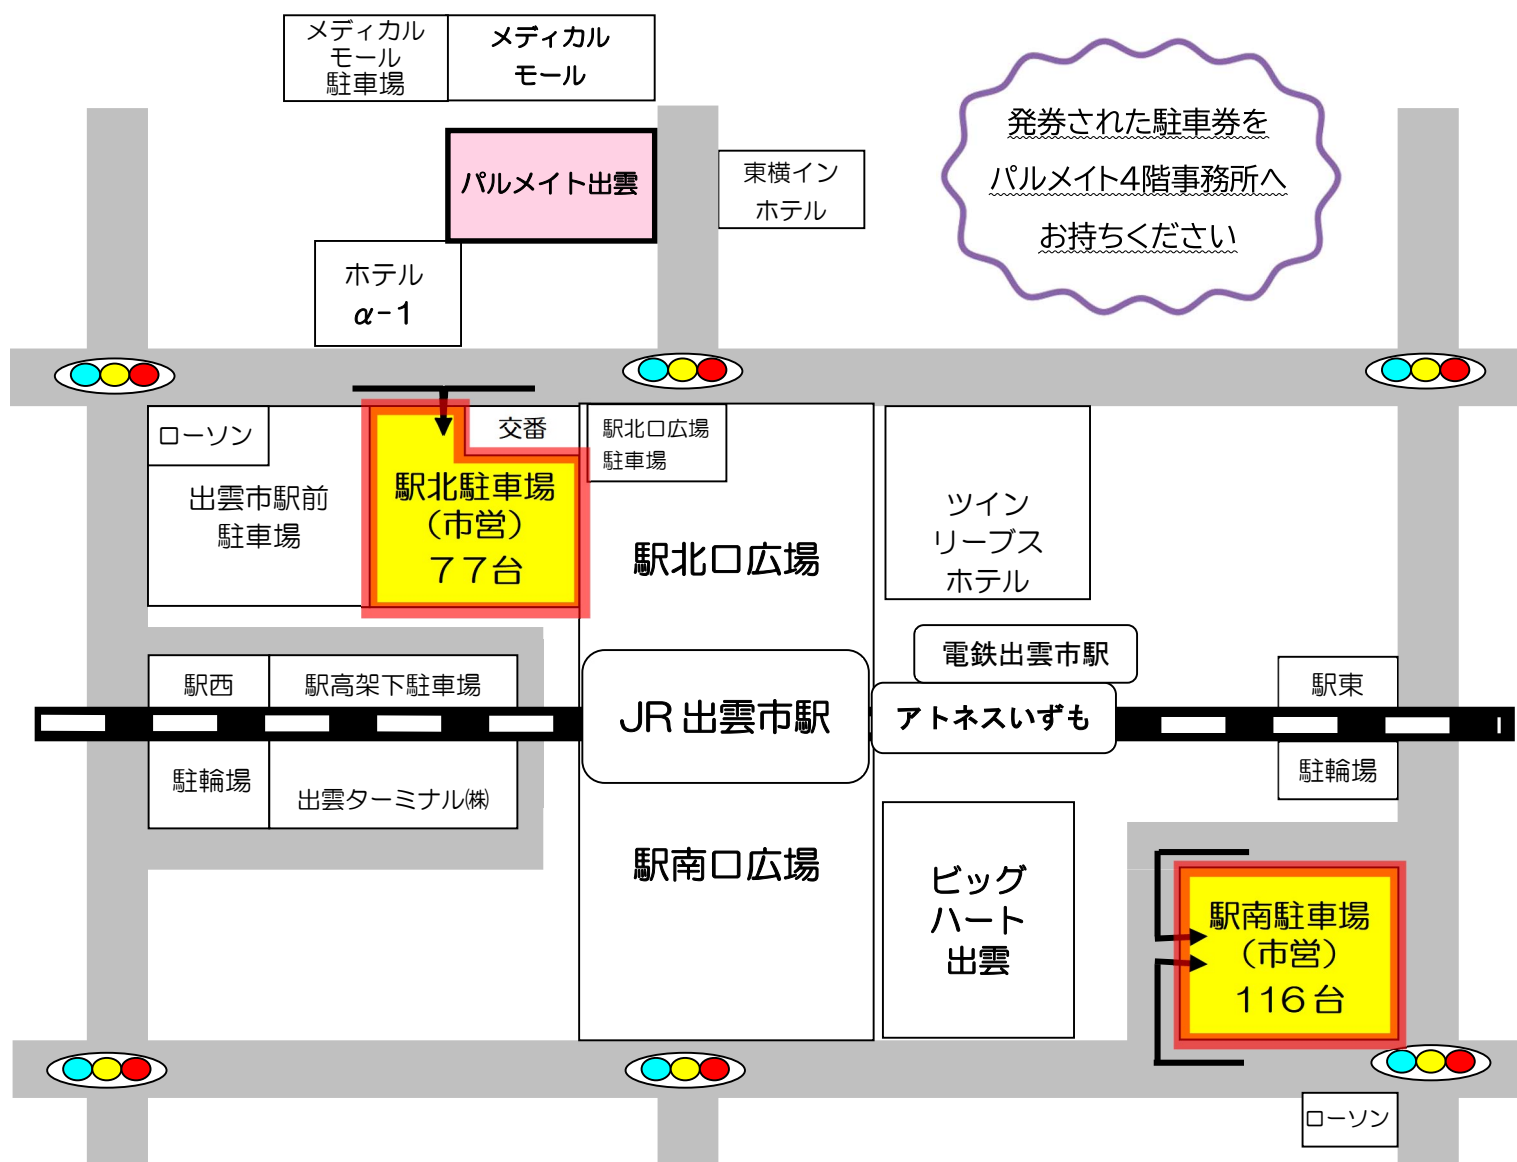 メディカル
モール
駐車場
メディカル
モール
発券された駐車券を
パルメイト4階事務所へ
お持ちください
パルメイト出雲
東横イン
ホテル
ホテル
α-1
ローソン
交番
駅北口広場
駐車場
出雲市駅前
駐車場
駅北駐車場
(市営)
77台
駅北口広場
ツイン
リーブス
ホテル
電鉄出雲市駅
駅西
駅高架下駐車場
JR出雲市駅
アトネスいずも
駅東
駐輪場
出雲ターミナル㈱
駐輪場
駅南口広場
ビッグ
ハート
出雲
駅南駐車場
(市営)
116台
ローソン